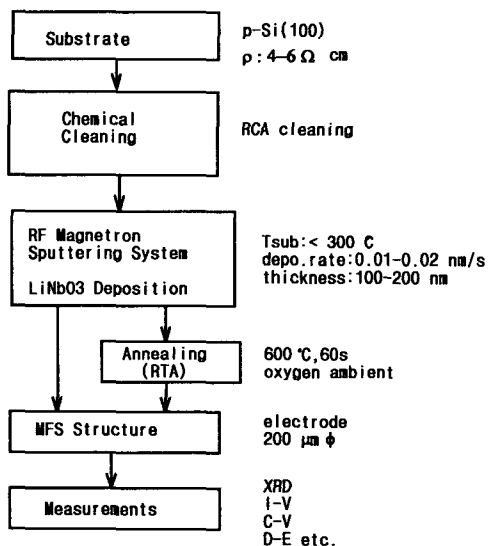 Substrate
p-Si(100)
ρ:4-6Ω cm
Chemical
Cleaning
RCA cleaning
RF Magnetron
Sputtering System
LiNbO3 Deposition
Tsub:< 300 C
depo.rate:0.01-0.02 nm/s
thickness:100~200 nm
Annealing
(RTA)
600 ℃,60s
oxygen ambient
MFS Structure
electrode
200 μm ϕ
Measurements
XRD
I-V
C-V
D-E etc.